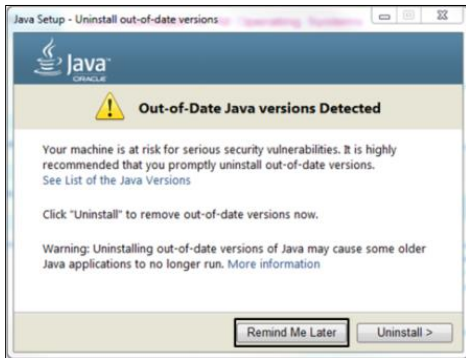 Java Setup - Uninstall out-of-date versions
Java
ORACLE
Out-of-Date Java versions Detected
Your machine is at risk for serious security vulnerabilities. It is highly
recommended that you promptly uninstall out-of-date versions.
See List of the Java Versions
Click "Uninstall" to remove out-of-date versions now.
Warning: Uninstalling out-of-date versions of Java may cause some older
Java applications to no longer run. More information
Remind Me Later
Uninstall >